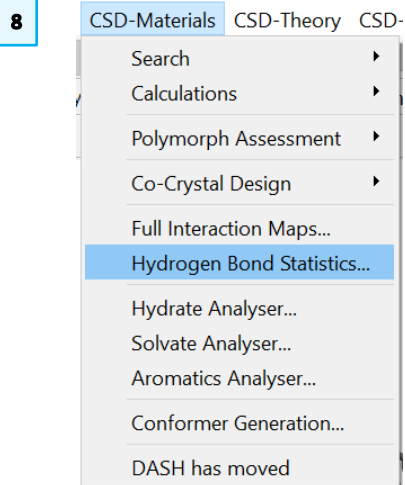 8
CSD-Materials CSD-Theory CSD-
Search
Calculations
Polymorph Assessment
Co-Crystal Design
Full Interaction Maps...
Hydrogen Bond Statistics...
Hydrate Analyser...
Solvate Analyser...
Aromatics Analyser...
Conformer Generation...
DASH has moved